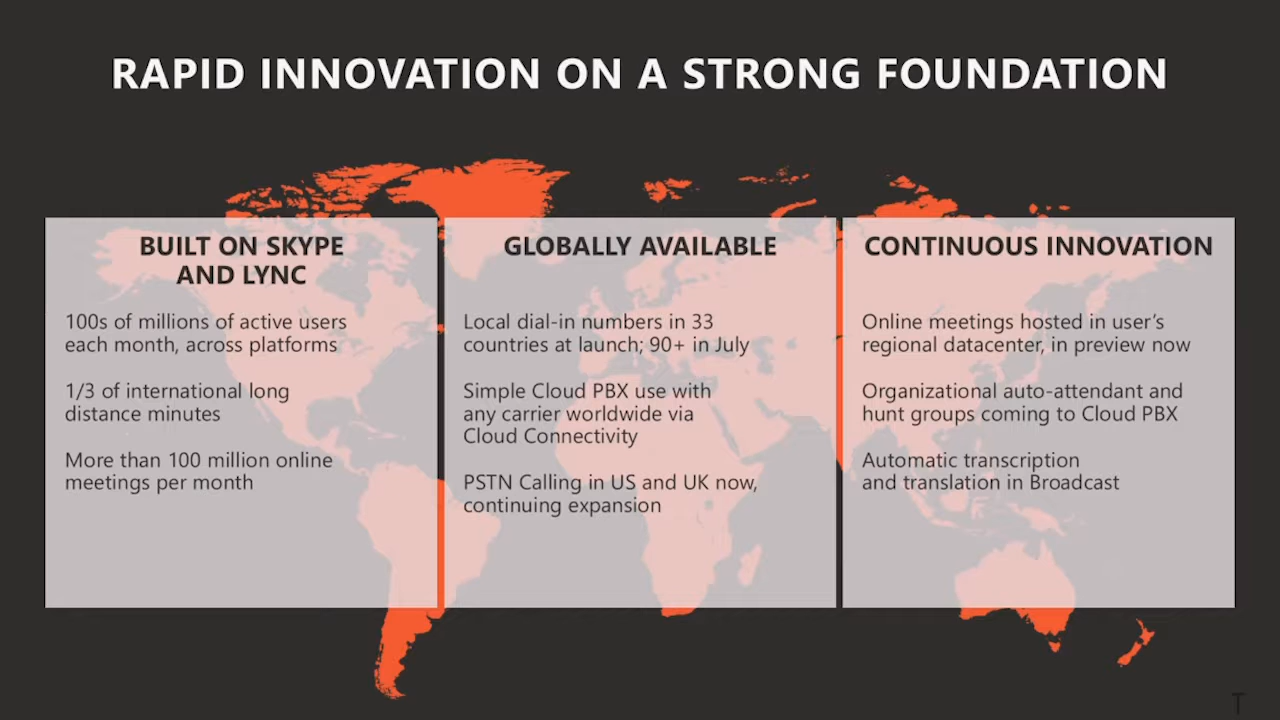 RAPID INNOVATION ON A STRONG FOUNDATION
BUILT ON SKYPE
AND LYNC
100s of millions of active users
each month, across platforms
1/3 of international long
distance minutes
More than 100 million online
meetings per month
GLOBALLY AVAILABLE
Local dial-in numbers in 33
countries at launch; 90+ in July
Simple Cloud PBX use with
any carrier worldwide via
Cloud Connectivity
PSTN Calling in US and UK now,
continuing expansion
CONTINUOUS INNOVATION
Online meetings hosted in user’s
regional datacenter, in preview now
Organizational auto-attendant and
hunt groups coming to Cloud PBX
Automatic transcription
and translation in Broadcast
T